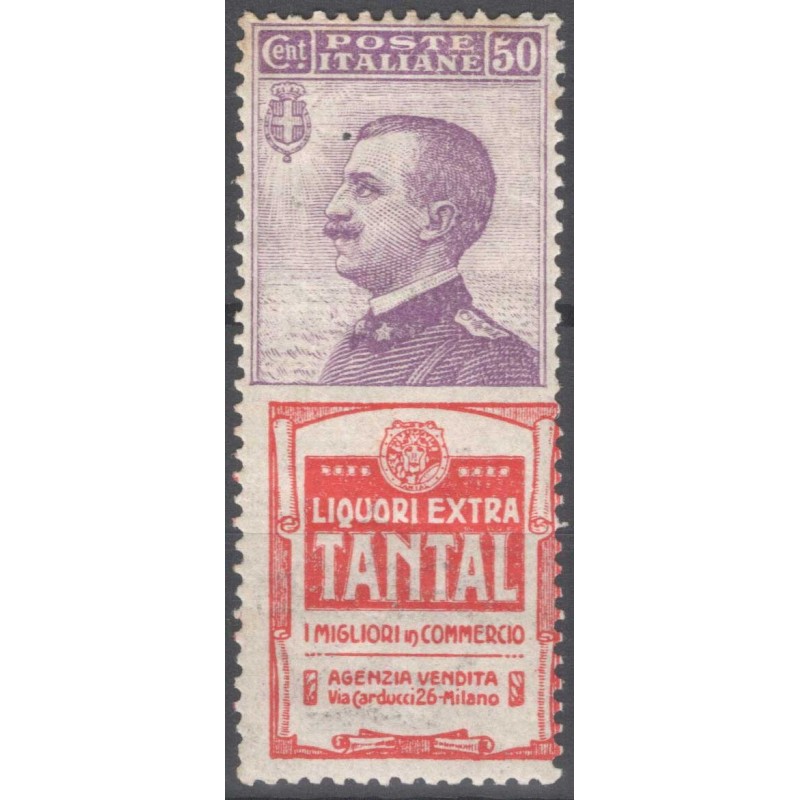 Cent. POSTE ITALIANE 50
LIQUORI EXTRA
TANTAL
I MIGLIORI in COMMERCIO
AGENZIA VENDITA
Via Carducci 26-Milano